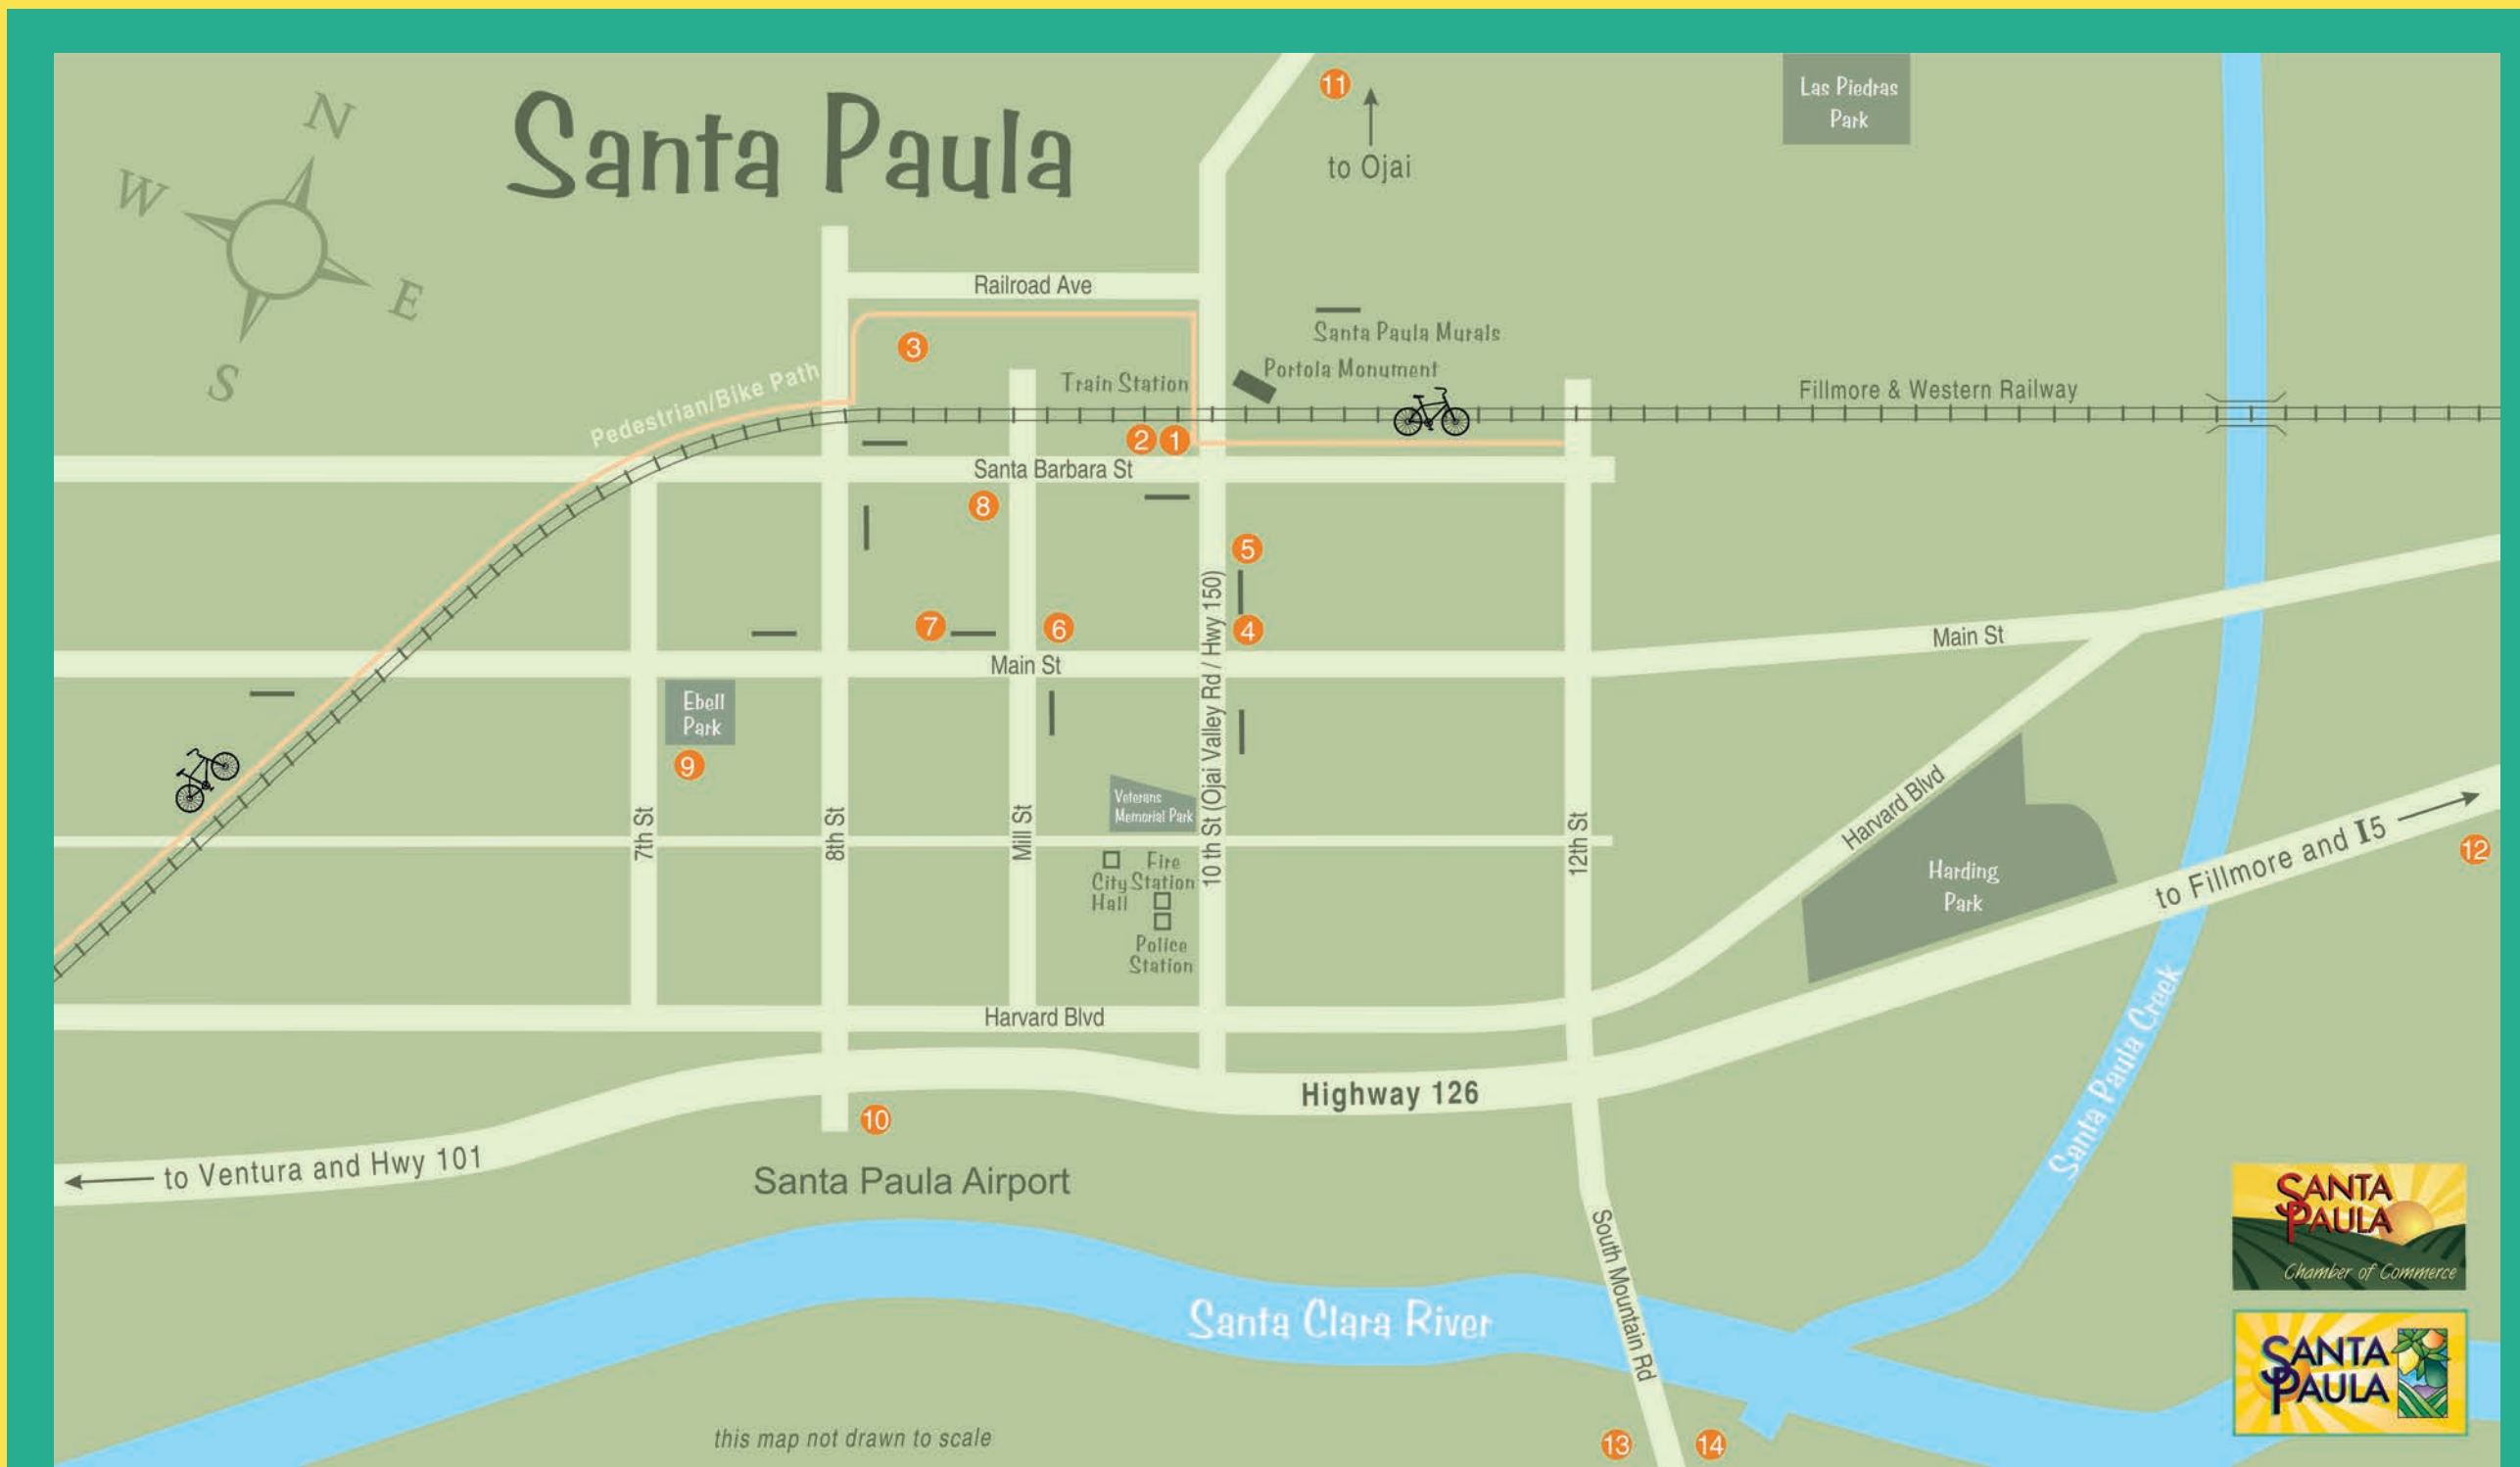 Santa Paula
N
W
E
S
11
to Ojai
Las Piedras
Park
Railroad Ave
3
Santa Paula Murals
Portola Monument
Train Station
Pedestrian/Bike Path
Fillmore & Western Railway
2
1
Santa Barbara St
8
5
7
6
4
Main St
Main St
Ebell
Park
9
10 th St (Ojai Valley Rd / Hwy 150)
Veterans
Memorial Park
7th St
8th St
Mill St
12th St
Fire
Station
City
Hall
Police
Station
Harvard Blvd
Harding
Park
to Fillmore and I5
12
Harvard Blvd
Highway 126
10
to Ventura and Hwy 101
Santa Paula Airport
Santa Paula Creek
South Mountain Rd
Santa Clara River
SANTA
PAULA
Chamber of Commerce
SANTA
PAULA
this map not drawn to scale
13
14